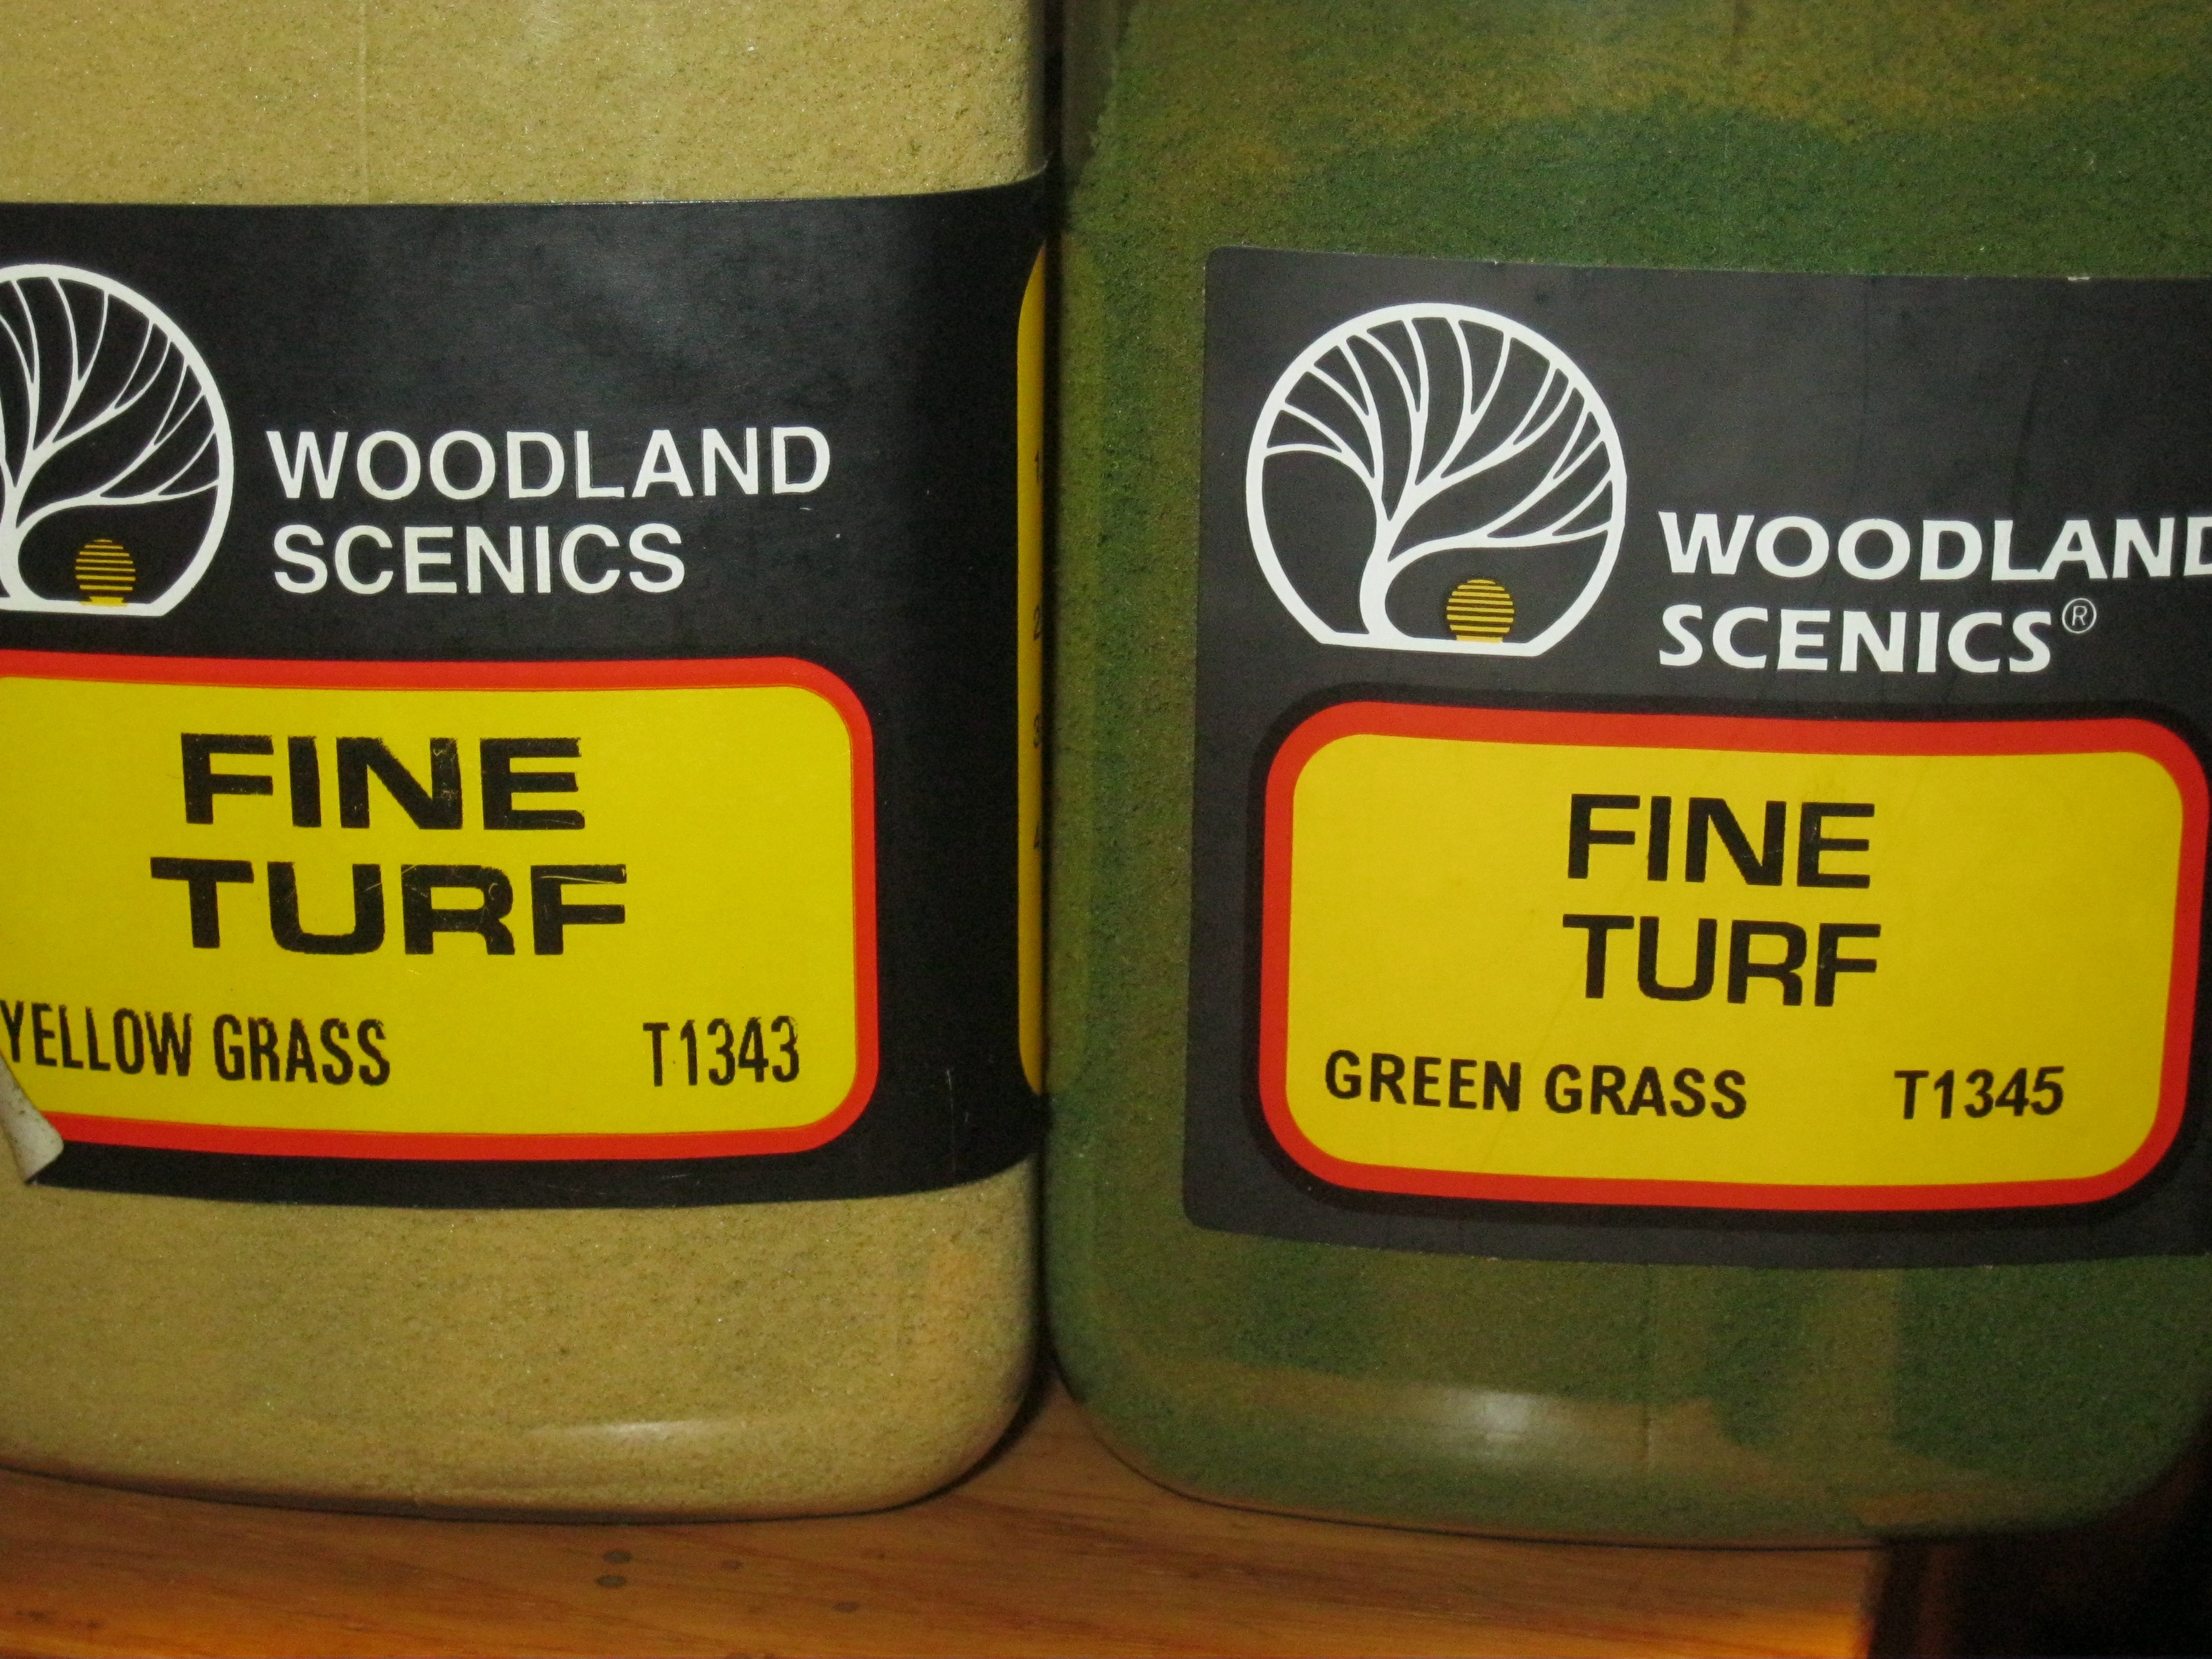 WOODLAND
SCENICS
FINE
TURF
YELLOW GRASS T1343
WOODLAND
SCENICS®
FINE
TURF
GREEN GRASS T1345